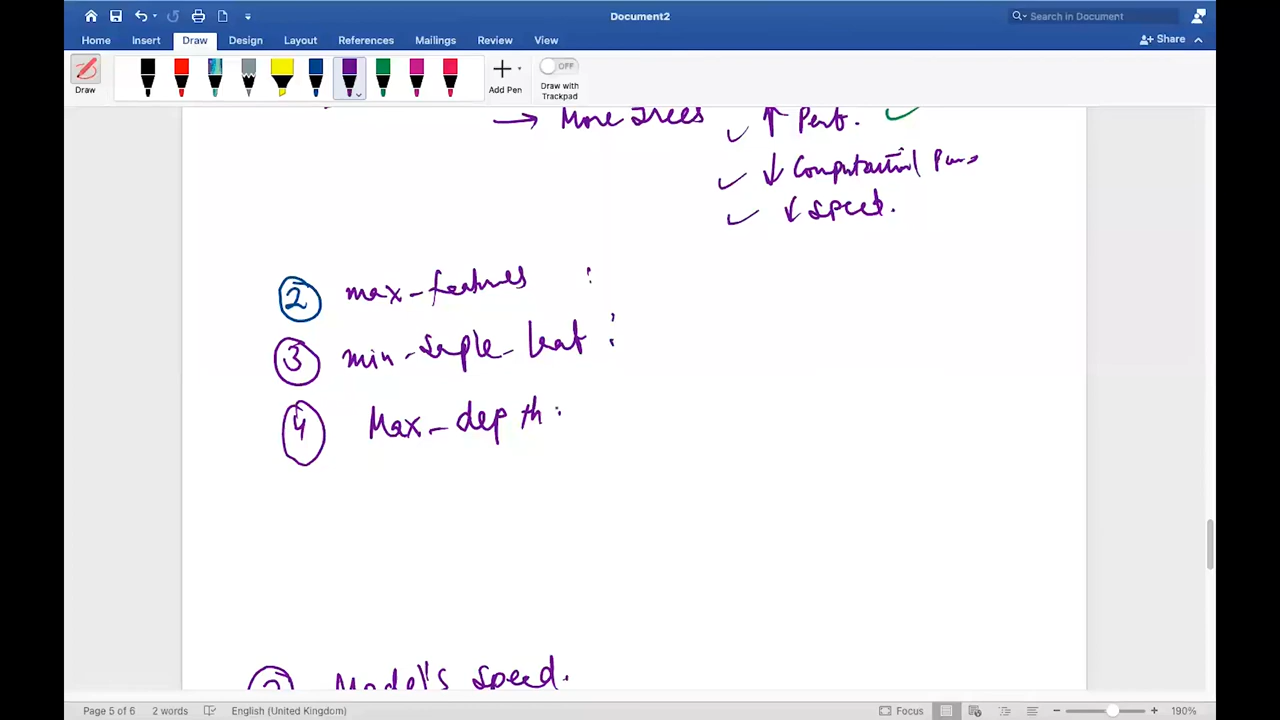 Document2
Search in Document
Home Insert Draw Design Layout References Mailings Review View
Share
OFF
Draw
Add Pen
Draw with
Trackpad
→ More Trees ✓ ↑ Perf. ✓
✓ ↓ Computational
✓ ↓ speed.
② max-features :
③ min-sample-leaf :
④ Max-depth :
Model's speed.
Page 5 of 6 2 words English (United Kingdom) Focus 190%